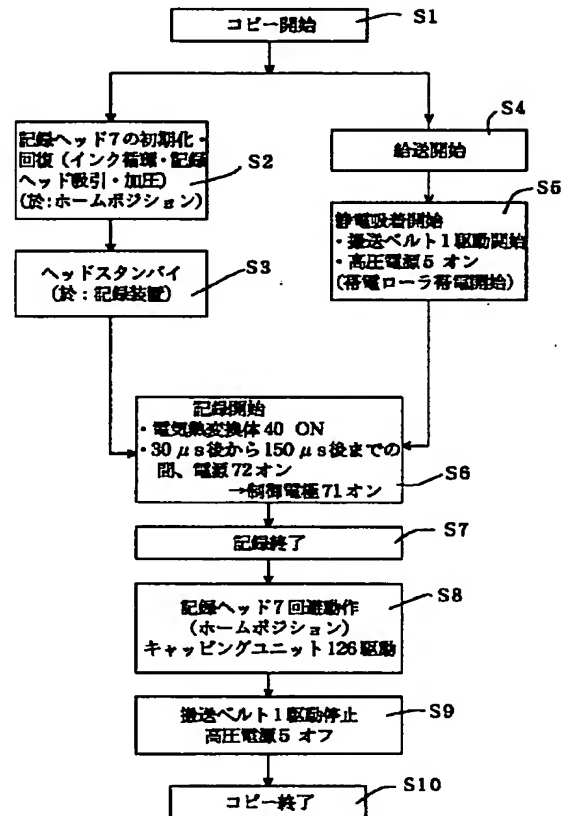 コピー開始
S1
記録ヘッド7の初期化・
回復（インク循環・記録
ヘッド吸引・加圧）
（於：ホームポジション）
S2
ヘッドスタンバイ
（於：記録装置）
S3
給送開始
S4
静電吸着開始
・搬送ベルト1駆動開始
・高圧電源5 オン
（帯電ローラ帯電開始）
S5
記録開始
・電気熱変換体40 ON
・30μs後から150μs後までの
間、電源72オン
→制御電極71オン
S6
記録終了
S7
記録ヘッド7回避動作
（ホームポジション）
キャッピングユニット126駆動
S8
搬送ベルト1駆動停止
高圧電源5 オフ
S9
コピー終了
S10